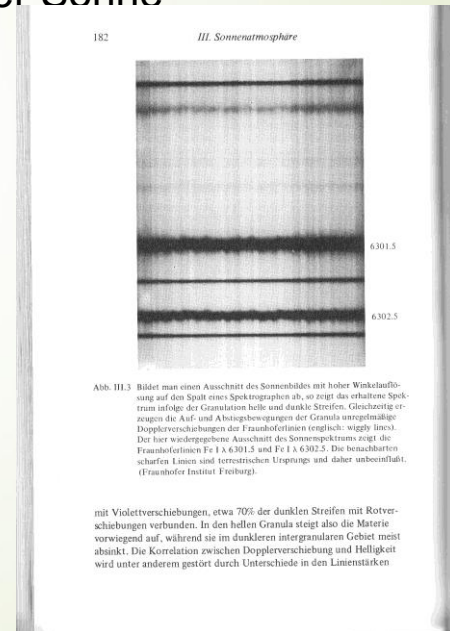 der Sonne
182
III. Sonnenatmosphäre
6301.5
6302.5
Abb. III.3 Bildet man einen Ausschnitt des Sonnenbildes mit hoher Winkelauflö-
sung auf den Spalt eines Spektrographen ab, so zeigt das erhaltene Spek-
trum infolge der Granulation helle und dunkle Streifen. Gleichzeitig er-
zeugen die Auf- und Abstiegsbewegungen der Granula unregelmäßige
Dopplerverschiebungen der Fraunhoferlinien (englisch: wiggly lines).
Der hier wiedergegebene Ausschnitt des Sonnenspektrums zeigt die
Fraunhoferlinien Fe I λ 6301.5 und Fe I λ 6302.5. Die benachbarten
scharfen Linien sind terrestrischen Ursprungs und daher unbeeinflußt.
(Fraunhofer Institut Freiburg).
mit Violettverschiebungen, etwa 70% der dunklen Streifen mit Rotver-
schiebungen verbunden. In den hellen Granula steigt also die Materie
vorwiegend auf, während sie im dunkleren intergranularen Gebiet meist
absinkt. Die Korrelation zwischen Dopplerverschiebung und Helligkeit
wird unter anderem gestört durch Unterschiede in den Linienstärken